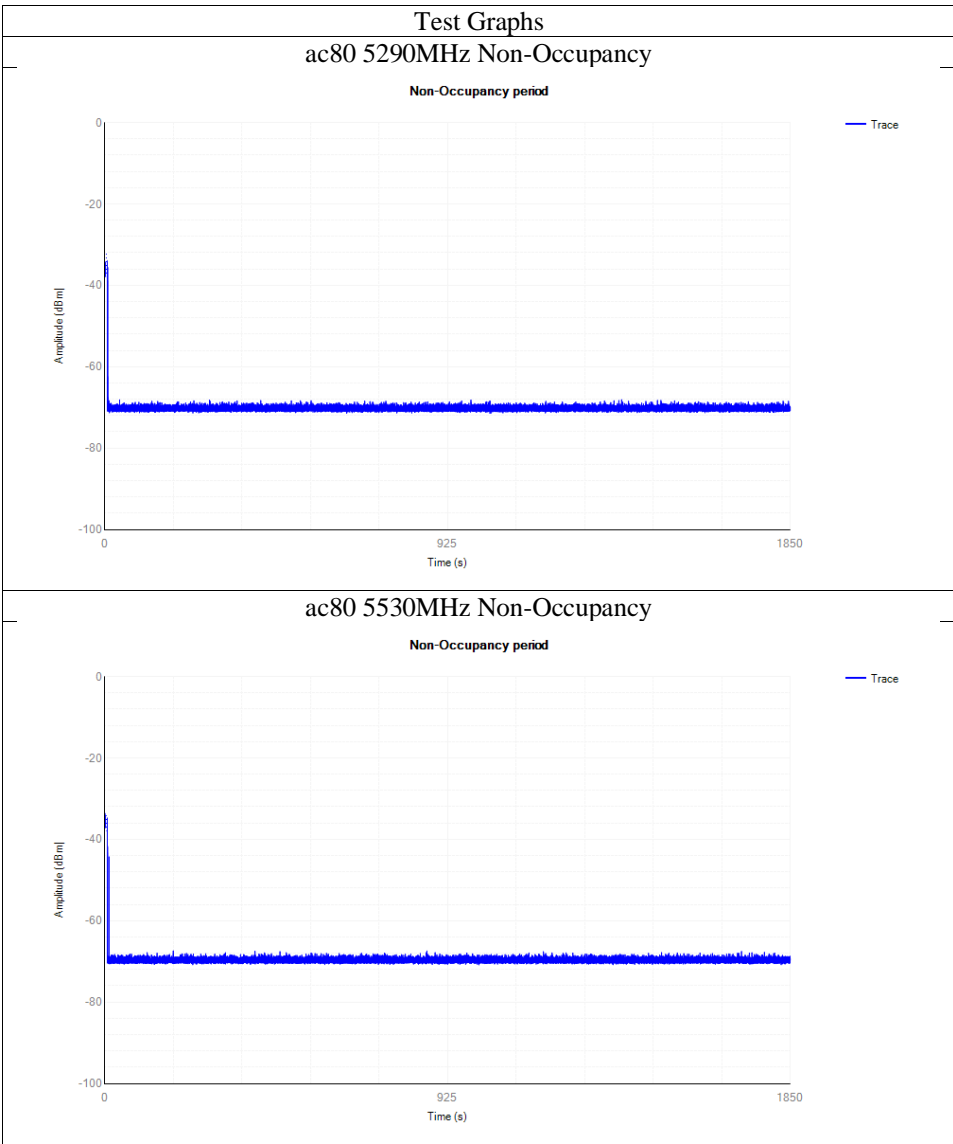 Test Graphs
ac80 5290MHz Non-Occupancy
Non-Occupancy period
Trace
0
-20
-40
-60
-80
-100
Amplitude [dBm]
0 925 1850
Time (s)
ac80 5530MHz Non-Occupancy
Non-Occupancy period
Trace
0
-20
-40
-60
-80
-100
Amplitude [dBm]
0 925 1850
Time (s)